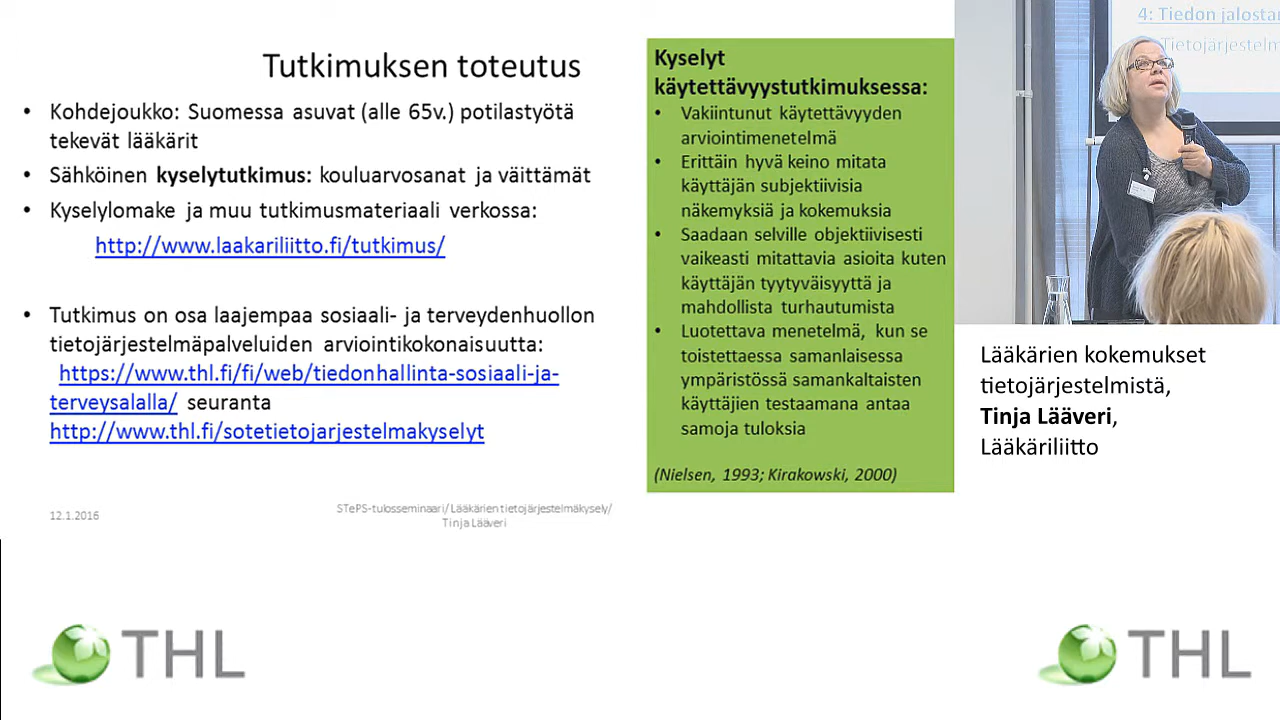 Tutkimuksen toteutus
• Kohdejoukko: Suomessa asuvat (alle 65v.) potilastyötä
tekevät lääkärit
• Sähköinen kyselytutkimus: kouluarvosanat ja väittämät
• Kyselylomake ja muu tutkimusmateriaali verkossa:
http://www.laakariliitto.fi/tutkimus/
• Tutkimus on osa laajempaa sosiaali- ja terveydenhuollon
tietojärjestelmäpalveluiden arviointikokonaisuutta:
https://www.thl.fi/fi/web/tiedonhallinta-sosiaali-ja-
terveysalalla/ seuranta
http://www.thl.fi/sotetietojarjestelmakyselyt
12.1.2016
STePS-tulosseminaari/ Lääkärien tietojärjestelmäkysely/
Tinja Lääveri
Kyselyt
käytettävyystutkimuksessa:
• Vakiintunut käytettävyyden
arviointimenetelmä
• Erittäin hyvä keino mitata
käyttäjän subjektiivisia
näkemyksiä ja kokemuksia
• Saadaan selville objektiivisesti
vaikeasti mitattavia asioita kuten
käyttäjän tyytyväisyyttä ja
mahdollista turhautumista
• Luotettava menetelmä, kun se
toistettaessa samanlaisessa
ympäristössä samankaltaisten
käyttäjien testaamana antaa
samoja tuloksia
(Nielsen, 1993; Kirakowski, 2000)
4: Tiedon jalostan
Tietojärjestelm
Lääkärien kokemukset
tietojärjestelmistä,
Tinja Lääveri,
Lääkäriliitto
THL
THL